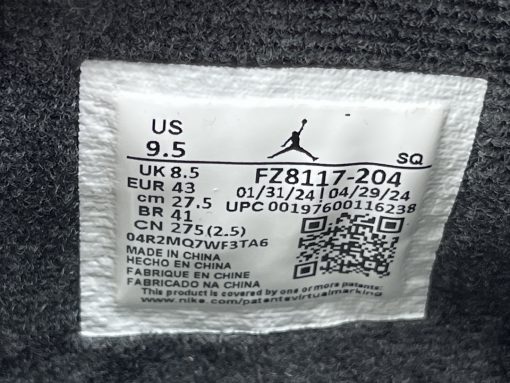 US
9.5
SQ
UK 8.5
EUR 43
cm 27.5
BR 41
CN 275(2.5)
FZ8117-204
01/31/24 | 04/29/24
UPC 00197600116238
04R2MQ7WF3TA6
MADE IN CHINA
HECHO EN CHINA
FABRIQUE EN CHINE
FABRICADO NA CHINA
This product is covered by one or more patents:
www.nike.com/patentsvirtualmarking